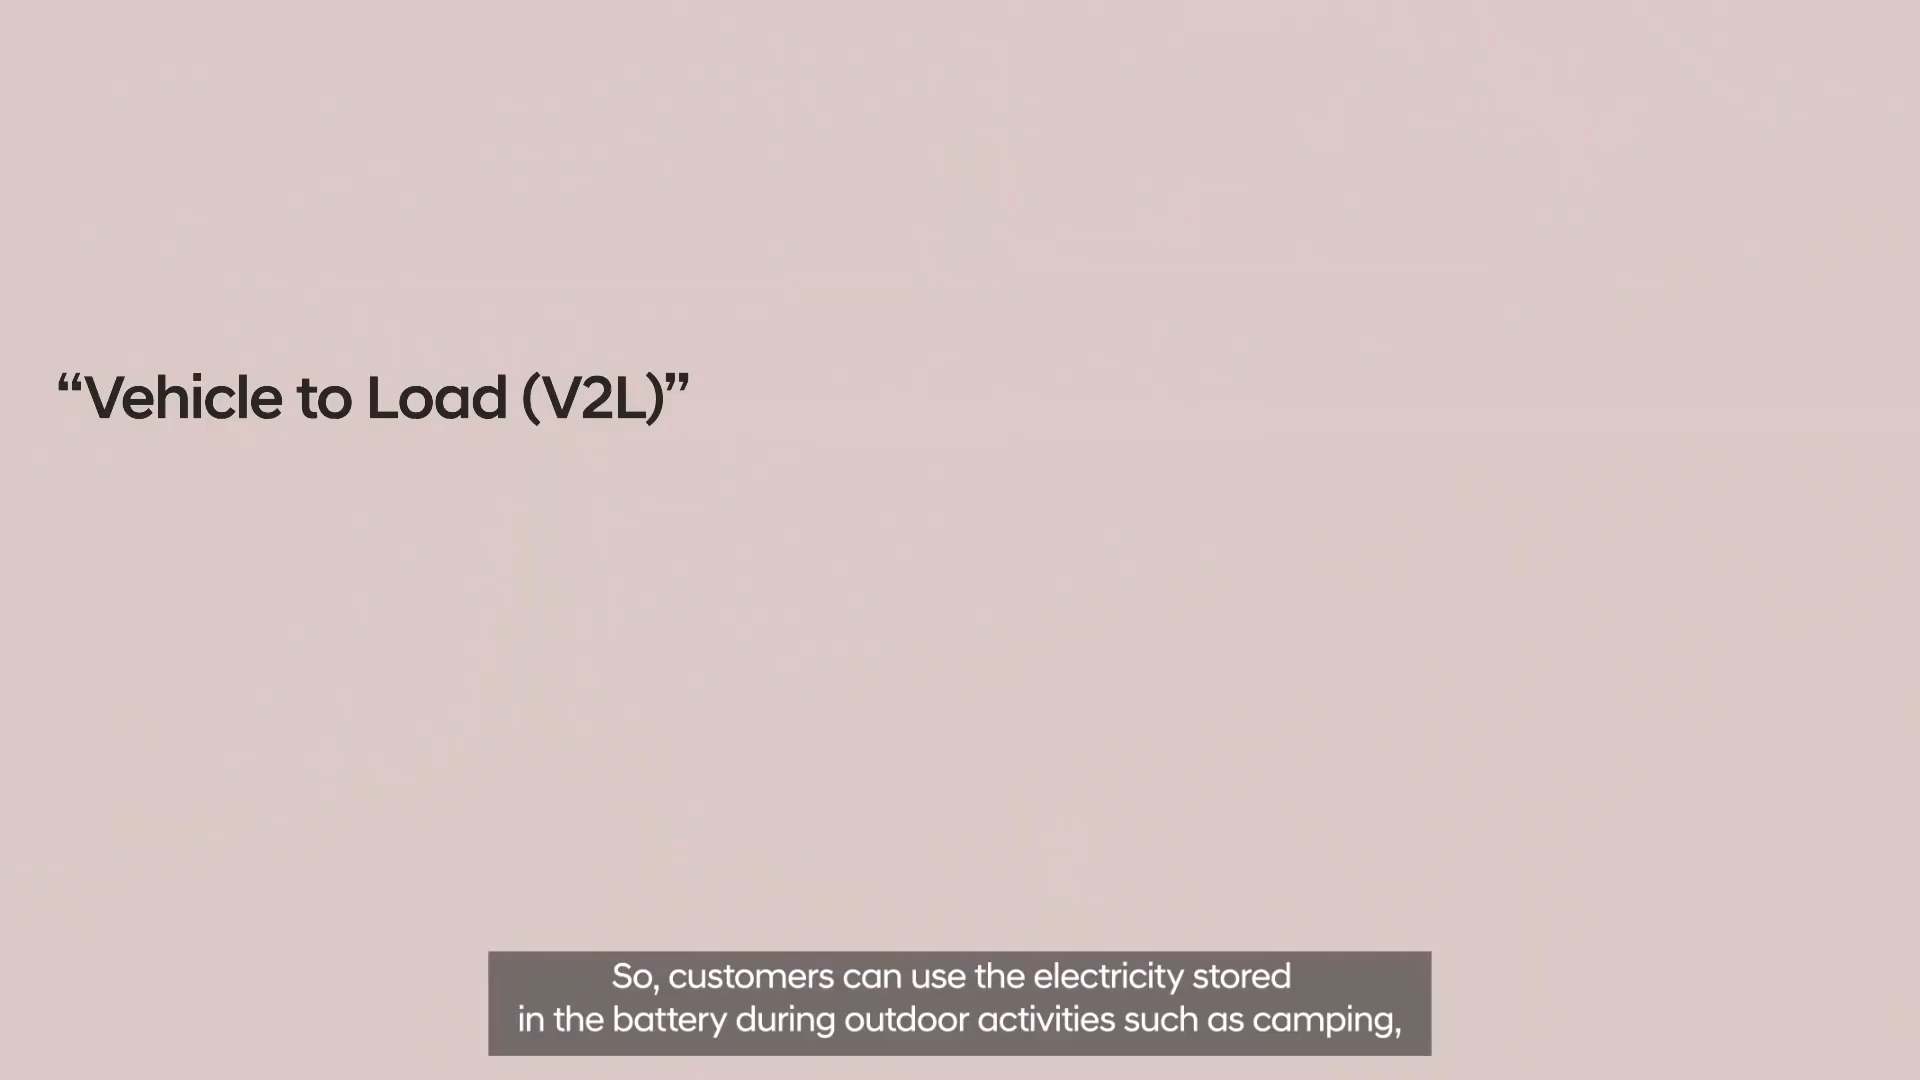 “Vehicle to Load (V2L)”
So, customers can use the electricity stored
in the battery during outdoor activities such as camping,